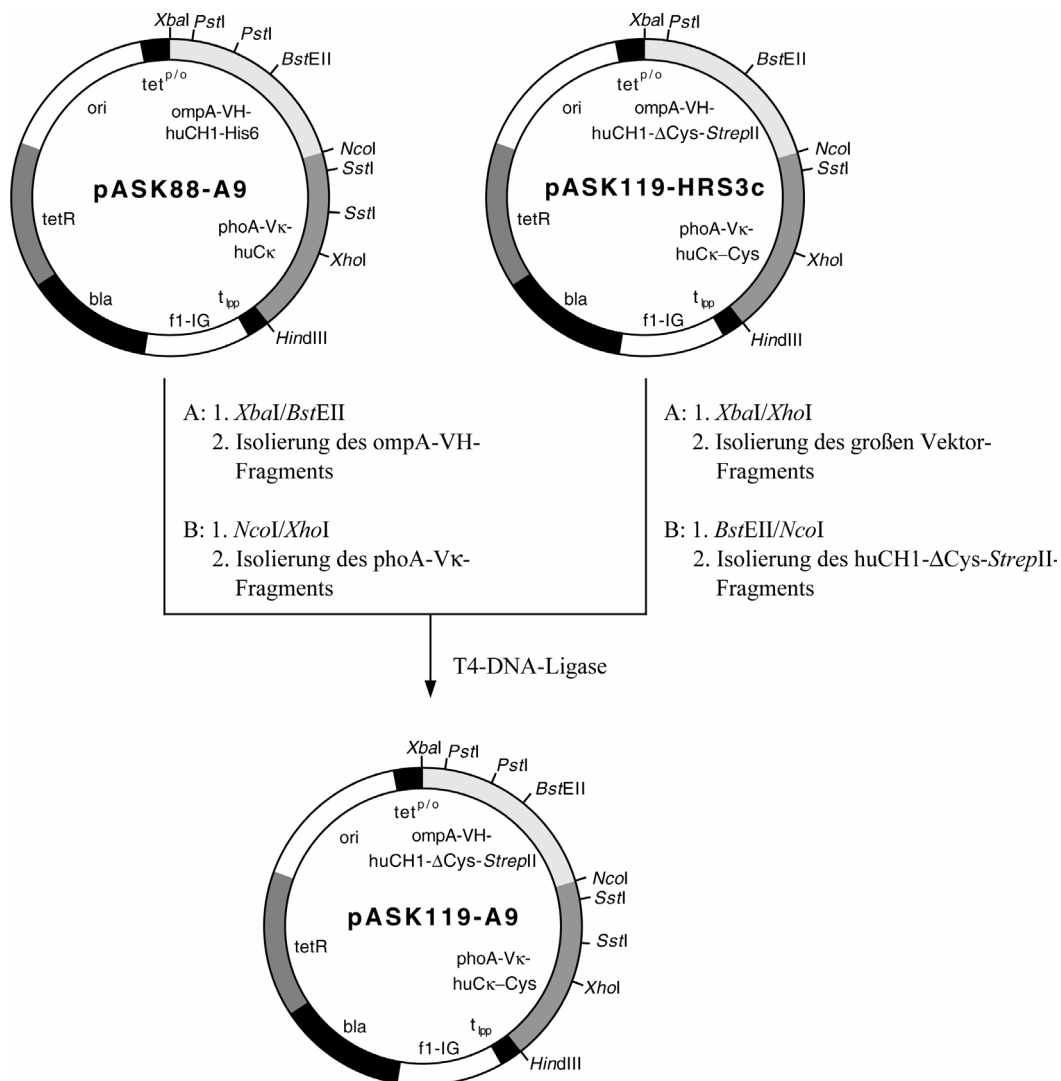 XbaI
PstI
PstI
BstEII
NcoI
SstI
SstI
XhoI
HindIII
tet p/o
ori
ompA-VH-
huCH1-His6
pASK88-A9
tetR
phoA-Vκ-
huCκ
bla
t lpp
f1-IG
XbaI
PstI
BstEII
NcoI
SstI
XhoI
HindIII
tet p/o
ori
ompA-VH-
huCH1-ΔCys-StrepII
pASK119-HRS3c
tetR
phoA-Vκ-
huCκ–Cys
bla
t lpp
f1-IG
A: 1. XbaI/BstEII
2. Isolierung des ompA-VH-
Fragments
B: 1. NcoI/XhoI
2. Isolierung des phoA-Vκ-
Fragments
A: 1. XbaI/XhoI
2. Isolierung des großen Vektor-
Fragments
B: 1. BstEII/NcoI
2. Isolierung des huCH1-ΔCys-StrepII-
Fragments
T4-DNA-Ligase
XbaI
PstI
PstI
BstEII
NcoI
SstI
SstI
XhoI
HindIII
tet p/o
ori
ompA-VH-
huCH1-ΔCys-StrepII
pASK119-A9
tetR
phoA-Vκ-
huCκ–Cys
bla
t lpp
f1-IG